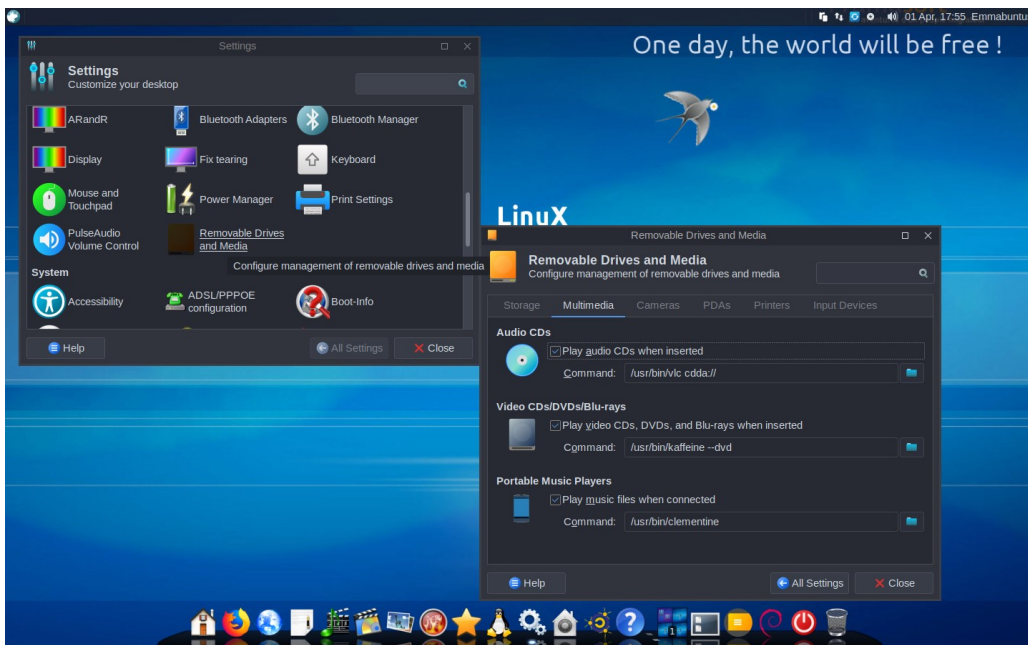 01 Apr, 17:55 Emmabuntu
One day, the world will be free !
LinuX
Settings
Settings
Customize your desktop
ARandR
Bluetooth Adapters
Bluetooth Manager
Display
Fix tearing
Keyboard
Mouse and
Touchpad
Power Manager
Print Settings
PulseAudio
Volume Control
Removable Drives
and Media
Configure management of removable drives and media
System
Accessibility
ADSL/PPPOE
configuration
Boot-Info
Help
All Settings
Close
Removable Drives and Media
Removable Drives and Media
Configure management of removable drives and media
Storage
Multimedia
Cameras
PDAs
Printers
Input Devices
Audio CDs
Play audio CDs when inserted
Command: /usr/bin/vlc cdda://
Video CDs/DVDs/Blu-rays
Play video CDs, DVDs, and Blu-rays when inserted
Command: /usr/bin/kaffeine --dvd
Portable Music Players
Play music files when connected
Command: /usr/bin/clementine
Help
All Settings
Close
1